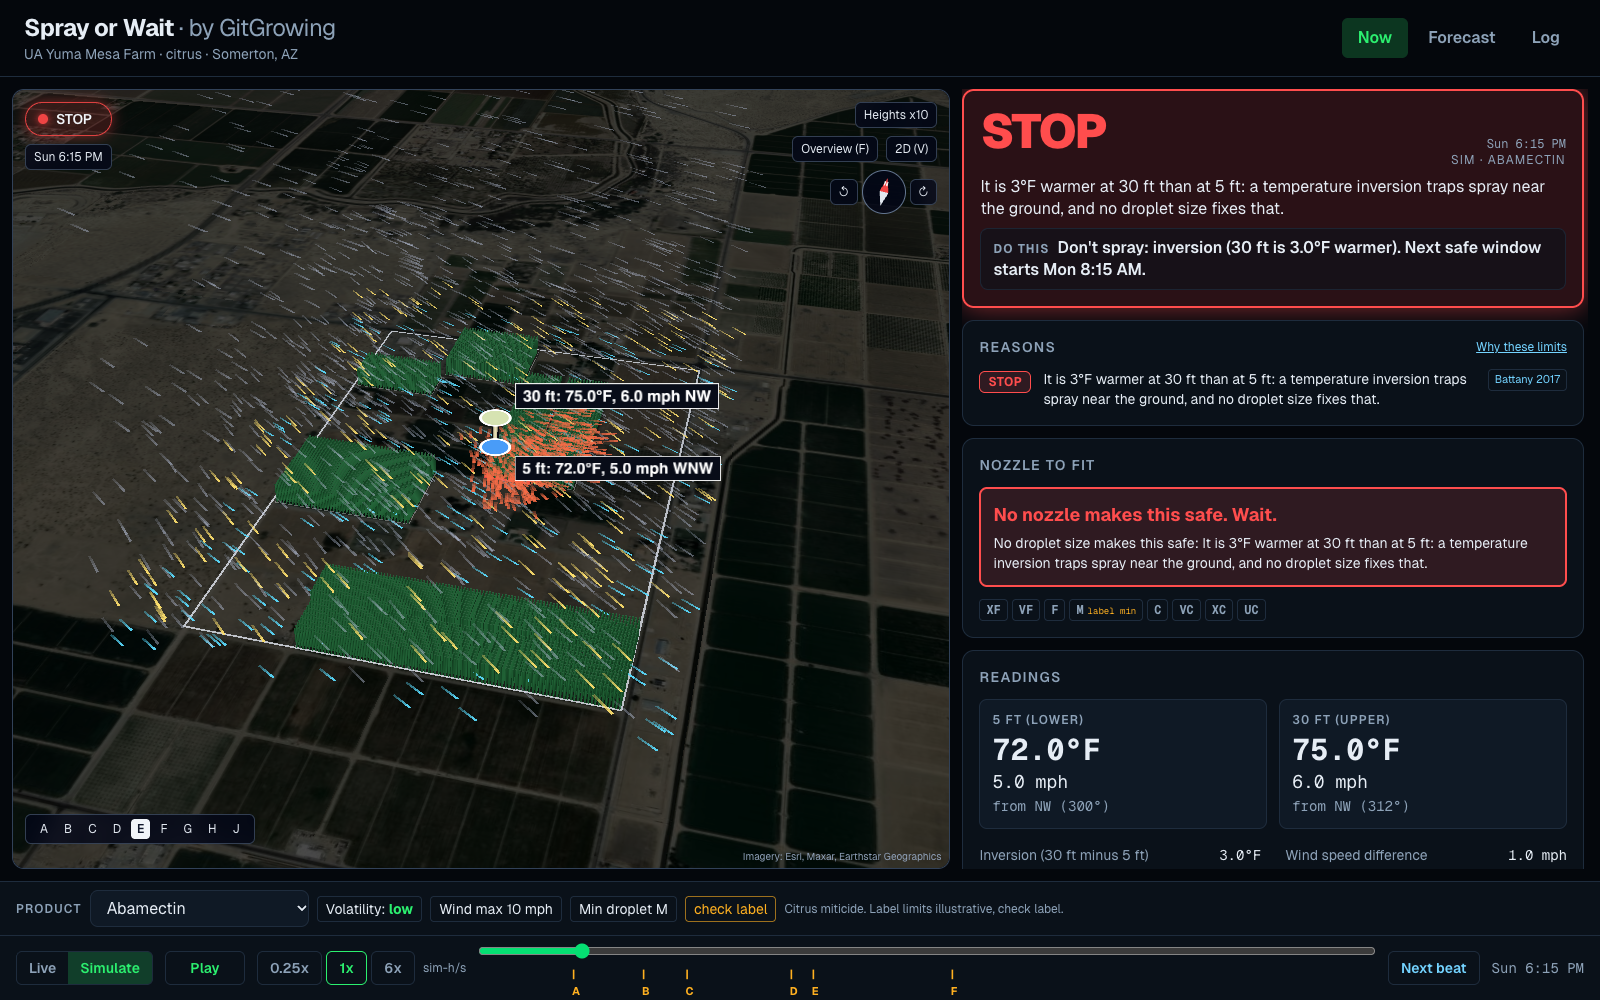 Spray or Wait · by GitGrowing
UA Yuma Mesa Farm · citrus · Somerton, AZ
Now
Forecast
Log
STOP
Sun 6:15 PM
Heights x10
Overview (F)
2D (V)
30 ft: 75.0°F, 6.0 mph NW
5 ft: 72.0°F, 5.0 mph WNW
A B C D E F G H J
Imagery: Esri, Maxar, Earthstar Geographics
STOP
Sun 6:15 PM
SIM · ABAMECTIN
It is 3°F warmer at 30 ft than at 5 ft: a temperature inversion traps spray near
the ground, and no droplet size fixes that.
DO THIS Don't spray: inversion (30 ft is 3.0°F warmer). Next safe window
starts Mon 8:15 AM.
REASONS
Why these limits
STOP
It is 3°F warmer at 30 ft than at 5 ft: a temperature inversion traps
spray near the ground, and no droplet size fixes that.
Battany 2017
NOZZLE TO FIT
No nozzle makes this safe. Wait.
No droplet size makes this safe: It is 3°F warmer at 30 ft than at 5 ft: a temperature
inversion traps spray near the ground, and no droplet size fixes that.
XF VF F M label min C VC XC UC
READINGS
5 FT (LOWER)
72.0°F
5.0 mph
from NW (300°)
30 FT (UPPER)
75.0°F
6.0 mph
from NW (312°)
Inversion (30 ft minus 5 ft) 3.0°F
Wind speed difference 1.0 mph
PRODUCT
Abamectin
Volatility: low
Wind max 10 mph
Min droplet M
check label
Citrus miticide. Label limits illustrative, check label.
Live
Simulate
Play
0.25x
1x
6x
sim-h/s
A B C D E F
Next beat
Sun 6:15 PM